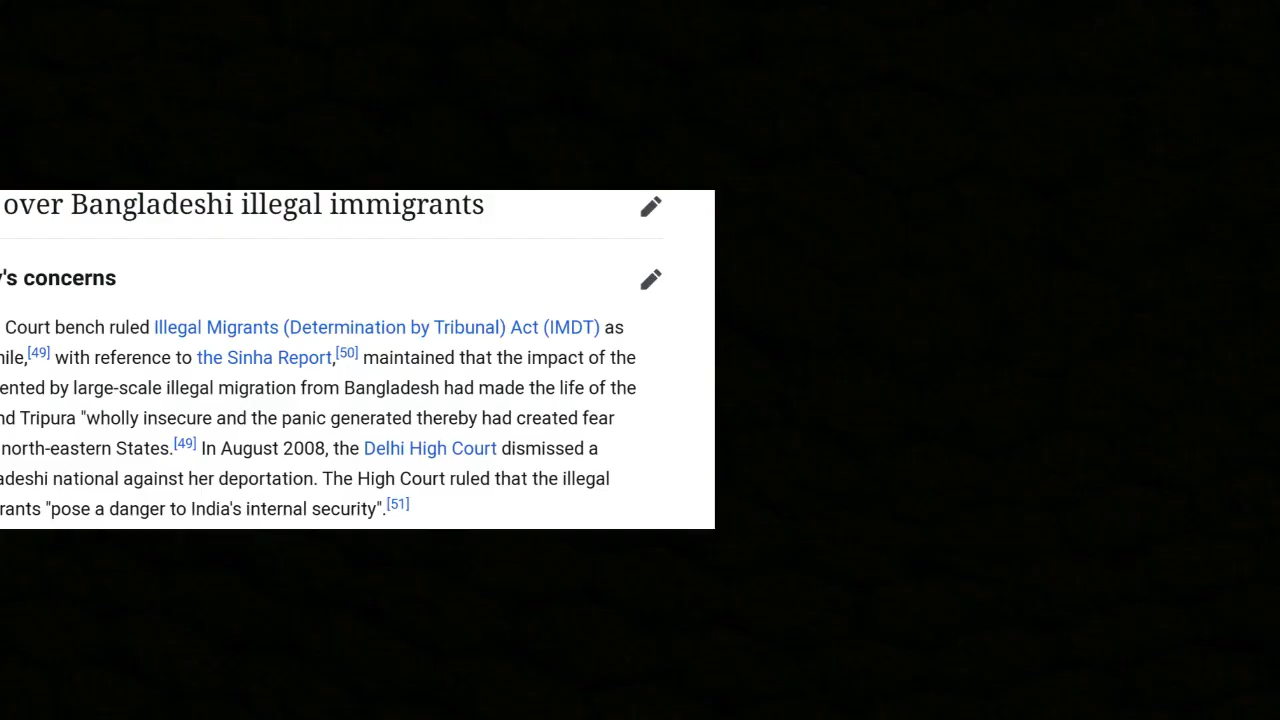 over Bangladeshi illegal immigrants
's concerns
Court bench ruled Illegal Migrants (Determination by Tribunal) Act (IMDT) as
[49] with reference to the Sinha Report,[50] maintained that the impact of the
ented by large-scale illegal migration from Bangladesh had made the life of the
nd Tripura "wholly insecure and the panic generated thereby had created fear
north-eastern States.[49] In August 2008, the Delhi High Court dismissed a
adeshi national against her deportation. The High Court ruled that the illegal
rants "pose a danger to India's internal security".[51]